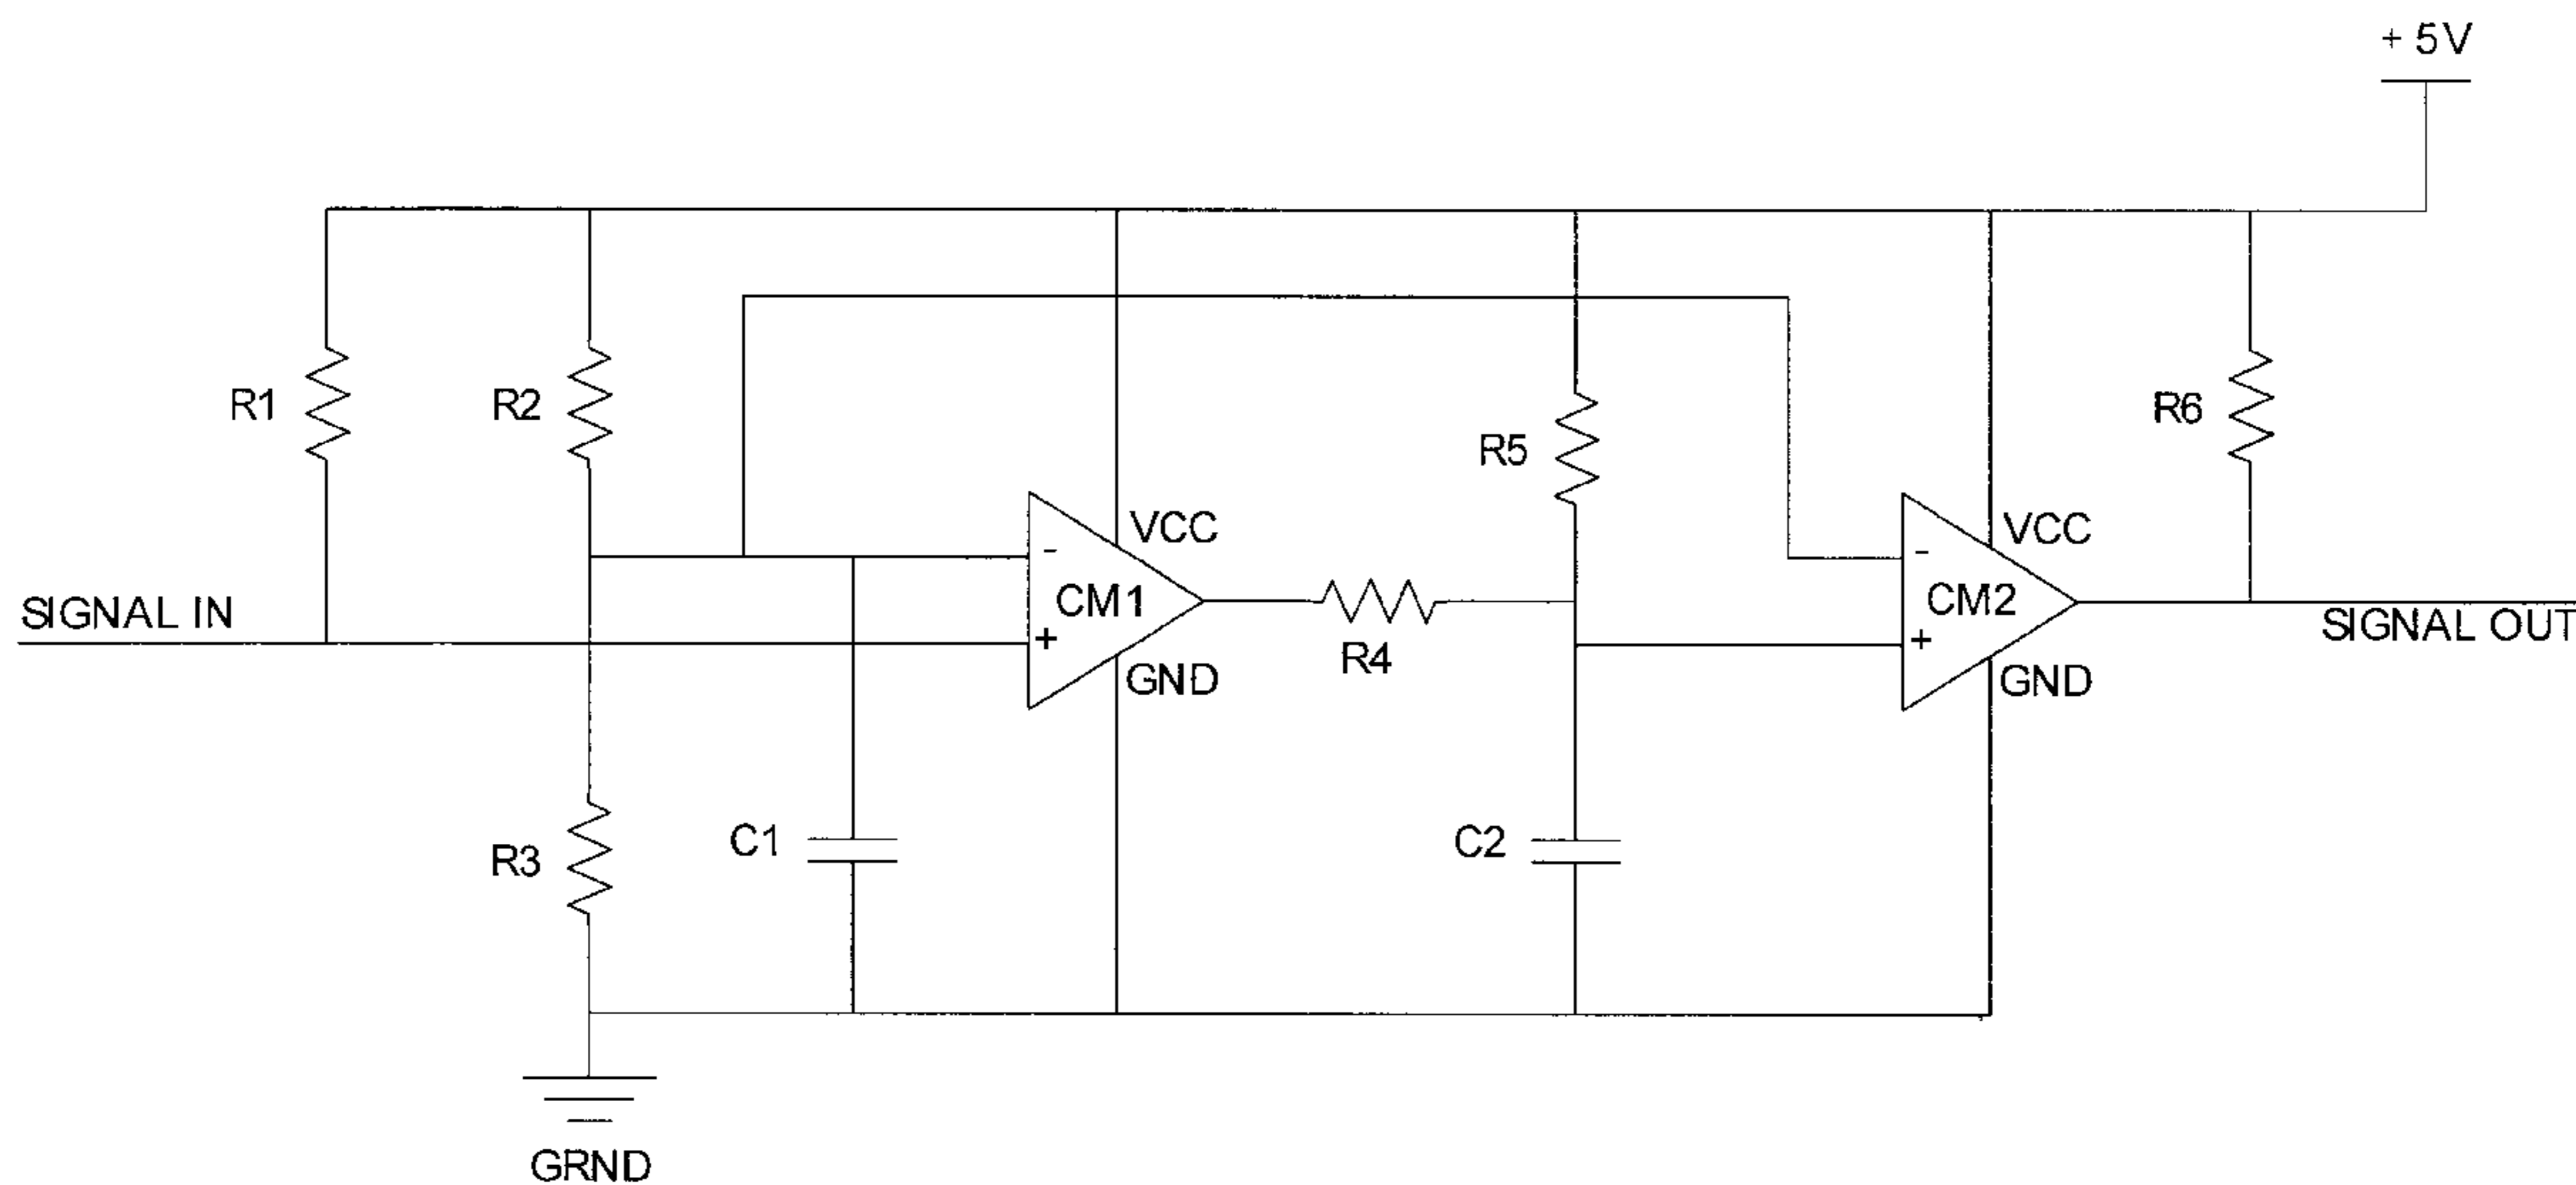 + 5V
R1
R2
R5
R6
VCC
VCC
-
-
CM1
CM2
SIGNAL IN
SIGNAL OUT
+
+
R4
GND
GND
R3
C1
C2
GRND